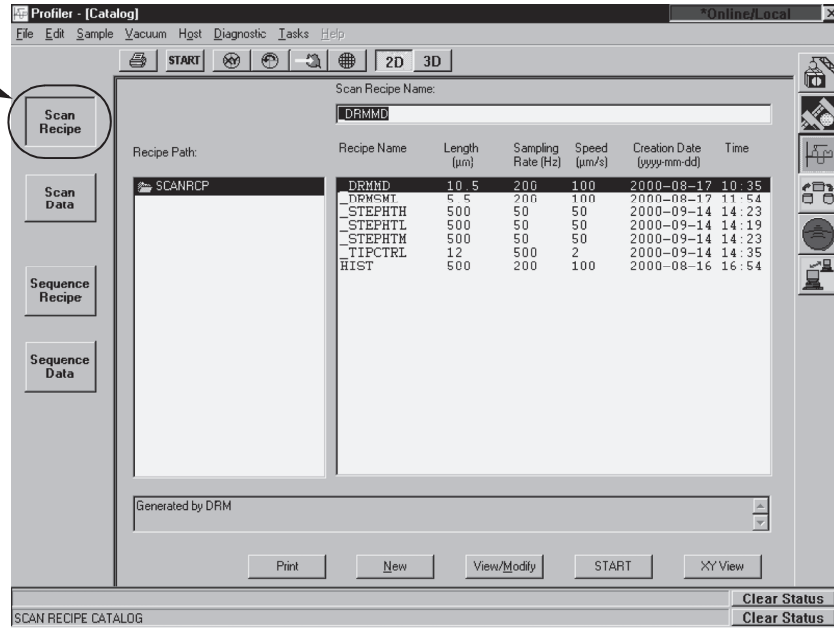 Profiler - [Catalog]
*Online/Local
File Edit Sample Vacuum Host Diagnostic Tasks Help
START
2D
3D
Scan Recipe
Scan Data
Sequence Recipe
Sequence Data
Scan Recipe Name:
_DRMMD
Recipe Path:
SCANRCP
Recipe Name Length (µm) Sampling Rate (Hz) Speed (µm/s) Creation Date (yyyy-mm-dd) Time
_DRMMD 10.5 200 100 2000-08-17 10:35
_DRMSML 5.5 200 100 2000-08-17 11:54
_STEPHTH 500 50 50 2000-09-14 14:23
_STEPHTL 500 50 50 2000-09-14 14:19
_STEPHTM 500 50 50 2000-09-14 14:23
_TIPCTRL 12 500 2 2000-09-14 14:35
HIST 500 200 100 2000-08-16 16:54
Generated by DRM
Print
New
View/Modify
START
XY View
Clear Status
SCAN RECIPE CATALOG
Clear Status